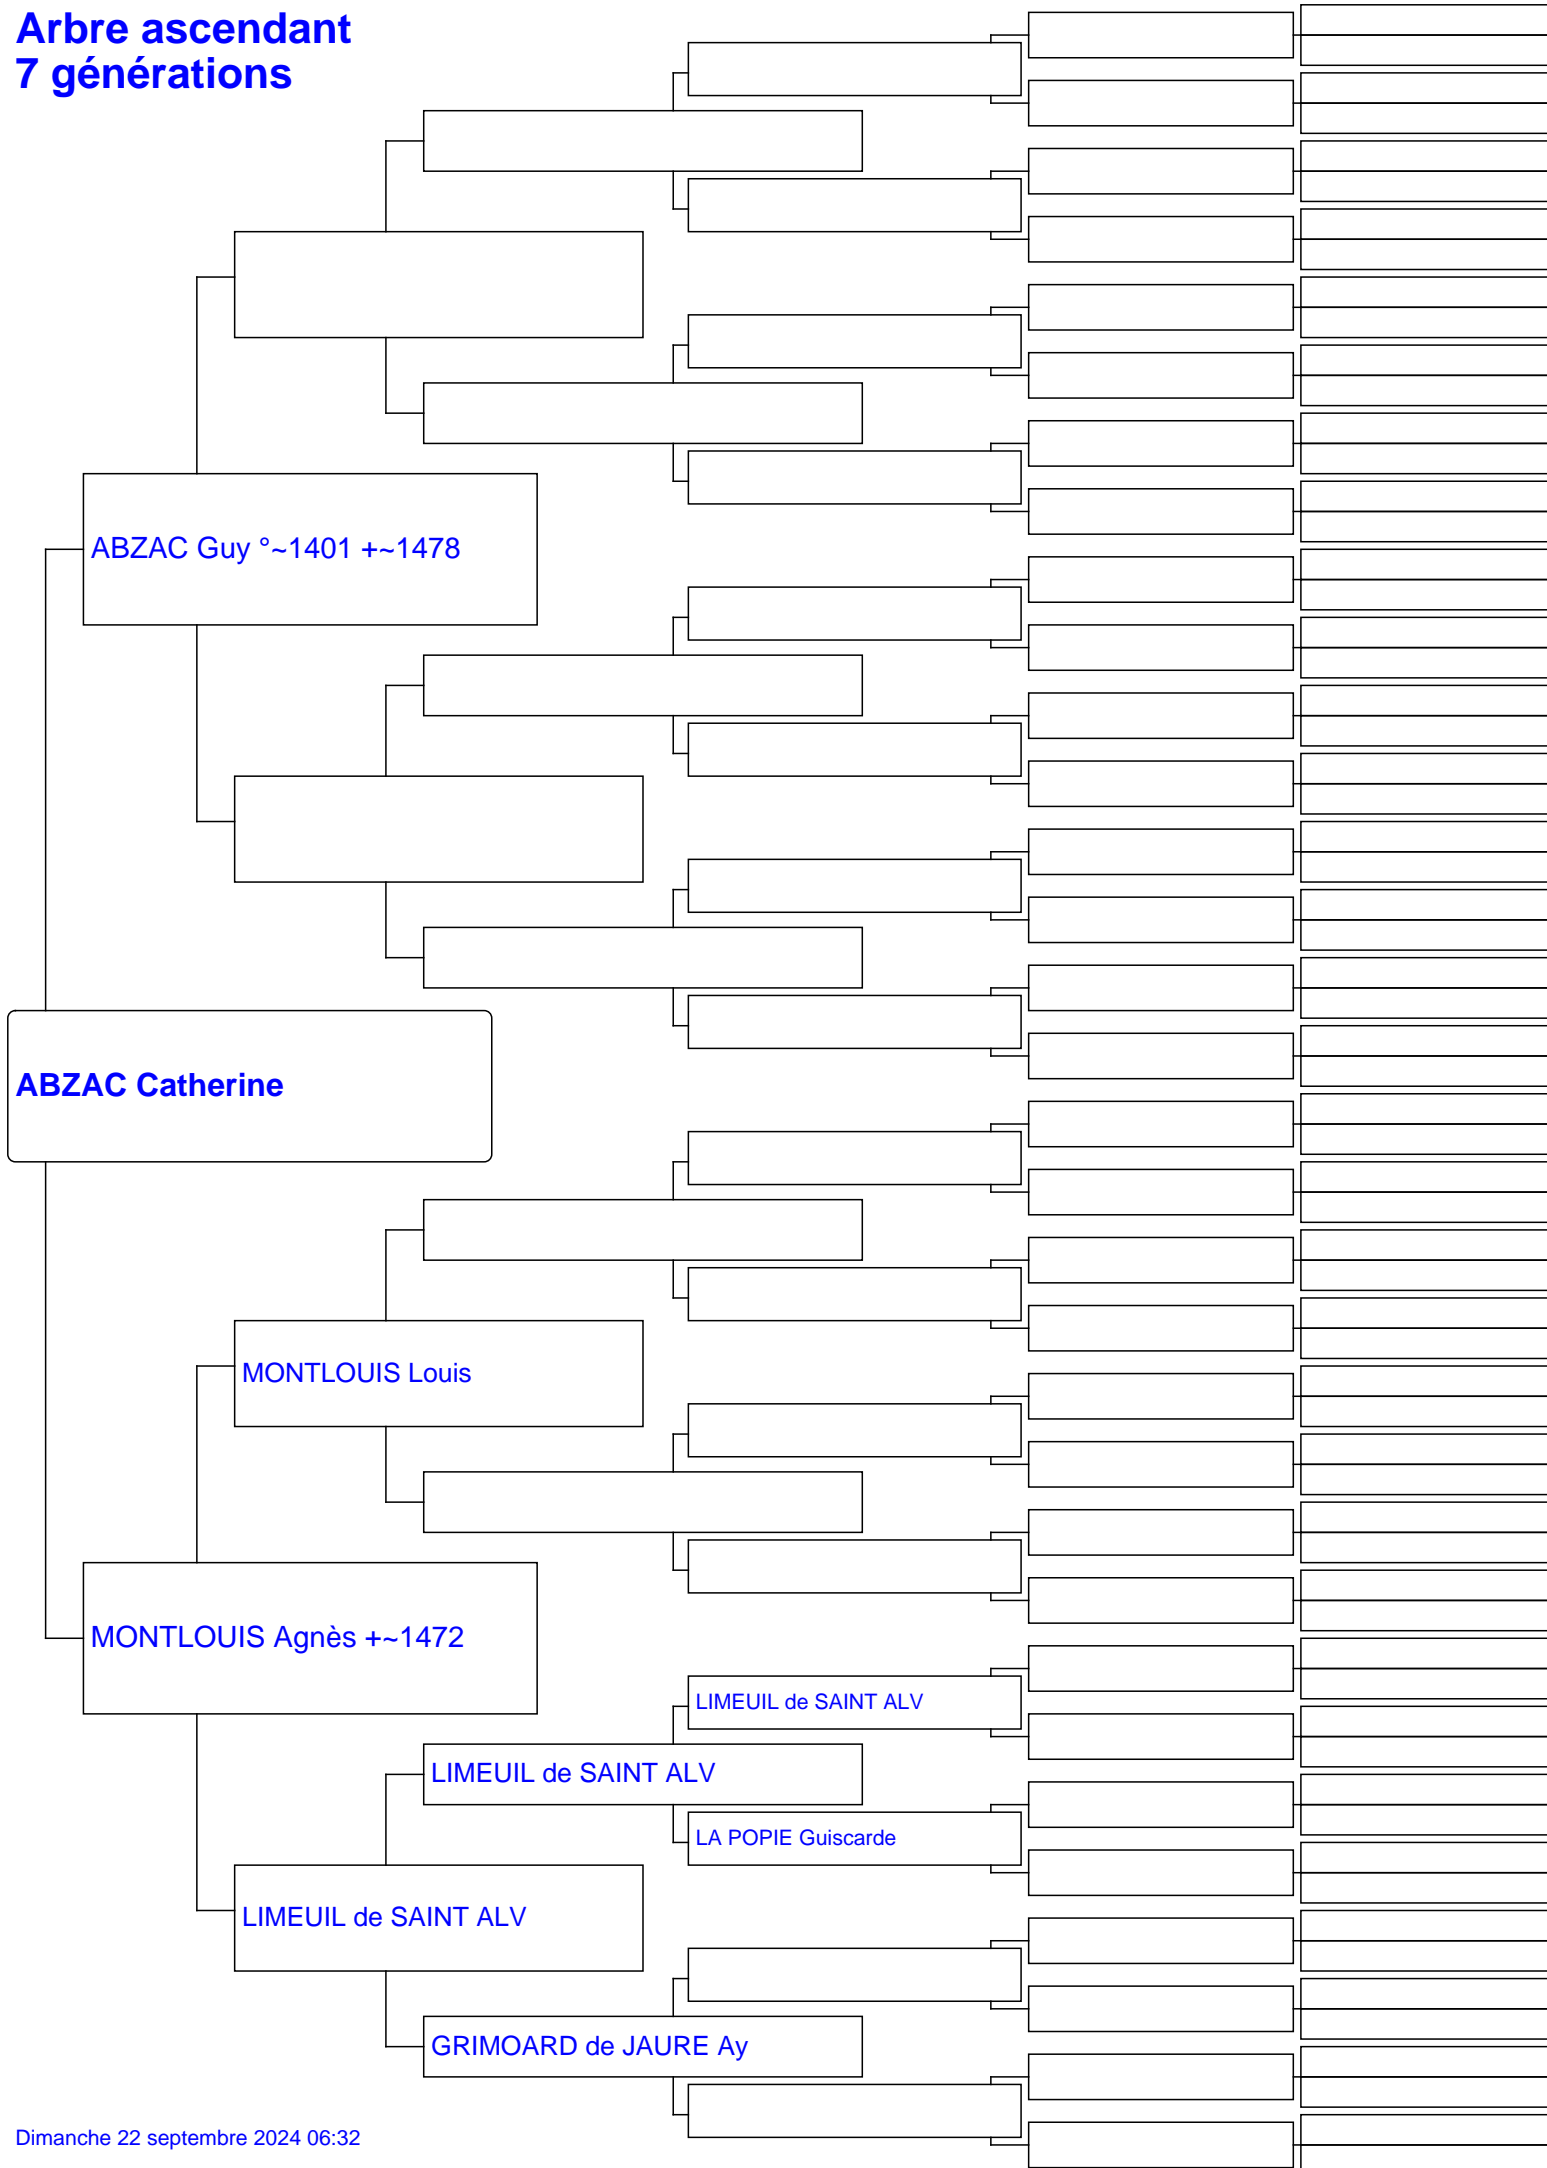 Arbre ascendant
7 générations
ABZAC Guy °~1401 +~1478
ABZAC Catherine
MONTLOUIS Louis
MONTLOUIS Agnès +~1472
LIMEUIL de SAINT ALV
LIMEUIL de SAINT ALV
LA POPIE Guiscarde
LIMEUIL de SAINT ALV
GRIMOARD de JAURE Ay
Dimanche 22 septembre 2024 06:32